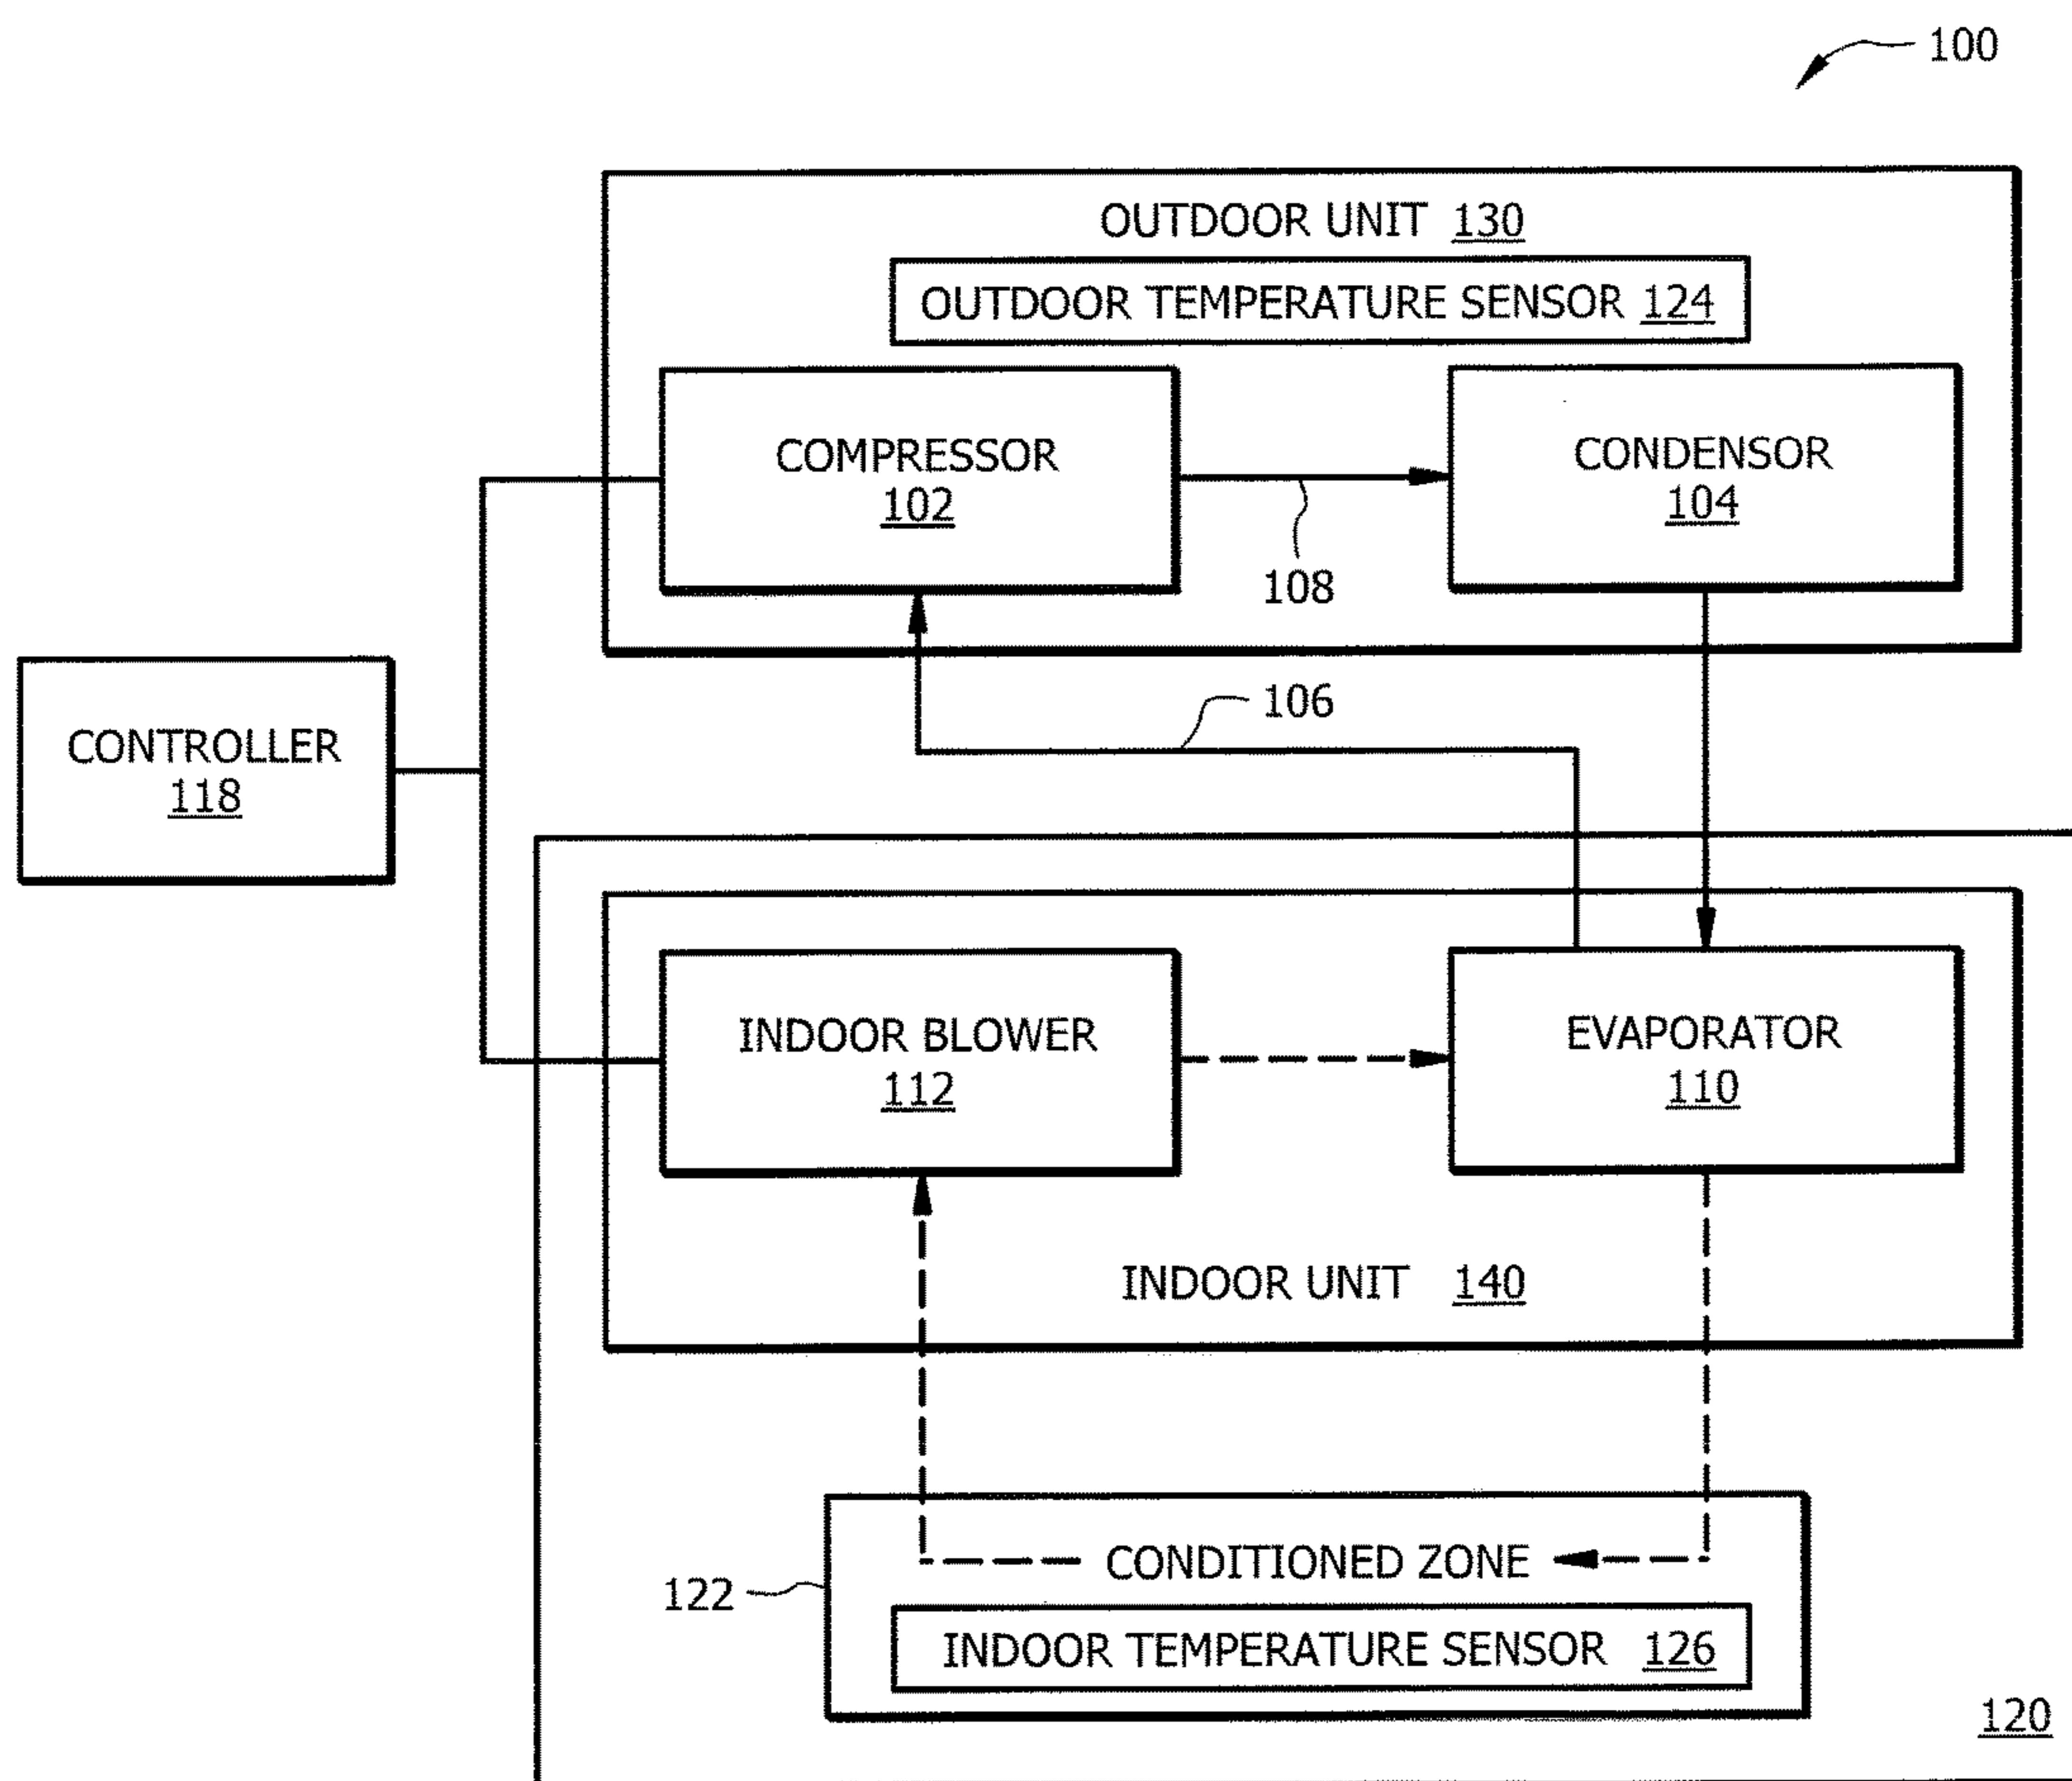 100
OUTDOOR UNIT 130
OUTDOOR TEMPERATURE SENSOR 124
COMPRESSOR
102
CONDENSOR
104
108
106
CONTROLLER
118
INDOOR BLOWER
112
EVAPORATOR
110
INDOOR UNIT 140
CONDITIONED ZONE
122
INDOOR TEMPERATURE SENSOR 126
120